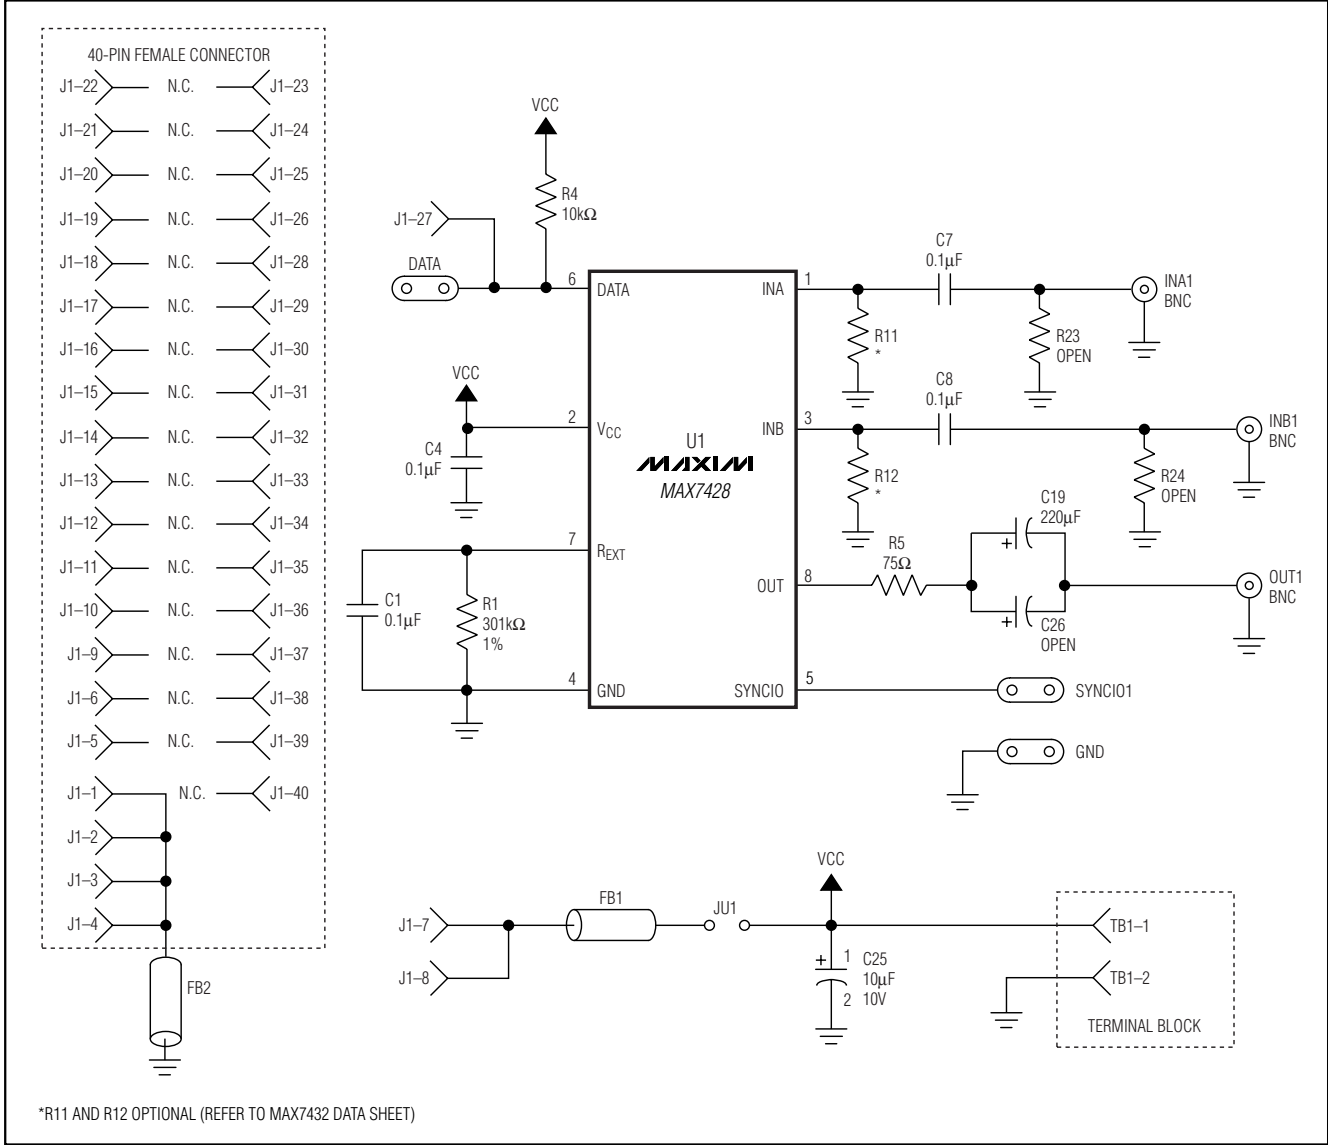 40-PIN FEMALE CONNECTOR
J1–22 N.C. J1–23
J1–21 N.C. J1–24
J1–20 N.C. J1–25
J1–19 N.C. J1–26
J1–18 N.C. J1–28
J1–17 N.C. J1–29
J1–16 N.C. J1–30
J1–15 N.C. J1–31
J1–14 N.C. J1–32
J1–13 N.C. J1–33
J1–12 N.C. J1–34
J1–11 N.C. J1–35
J1–10 N.C. J1–36
J1–9 N.C. J1–37
J1–6 N.C. J1–38
J1–5 N.C. J1–39
J1–1 N.C. J1–40
J1–2
J1–3
J1–4
FB2
VCC
R4
10kΩ
J1–27
DATA
6
DATA
VCC
2
VCC
C4
0.1µF
7
REXT
C1
0.1µF
R1
301kΩ
1%
4
GND
U1
MAXIM
MAX7428
INA
1
C7
0.1µF
R11
*
R23
OPEN
INA1
BNC
INB
3
C8
0.1µF
R12
*
R24
OPEN
INB1
BNC
OUT
8
R5
75Ω
C19
220µF
+
+
C26
OPEN
OUT1
BNC
SYNCIO
5
SYNCIO1
GND
J1–7
J1–8
FB1
JU1
VCC
+ 1
2
C25
10µF
10V
TB1–1
TB1–2
TERMINAL BLOCK
*R11 AND R12 OPTIONAL (REFER TO MAX7432 DATA SHEET)